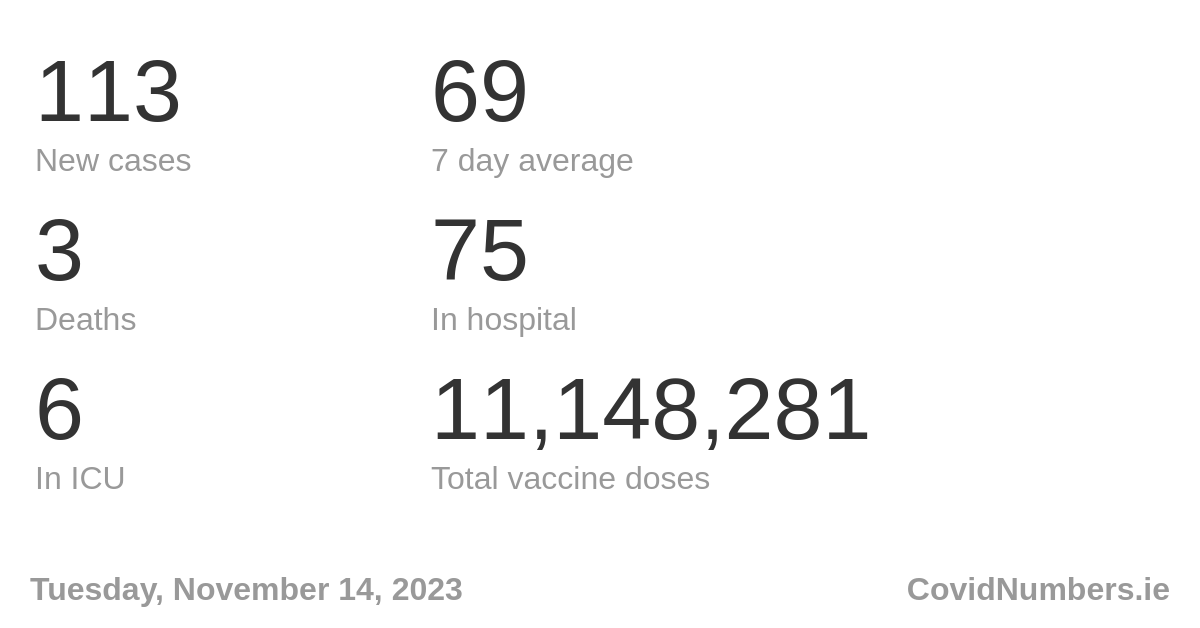 113
New cases
69
7 day average
3
Deaths
75
In hospital
6
In ICU
11,148,281
Total vaccine doses
Tuesday, November 14, 2023
CovidNumbers.ie